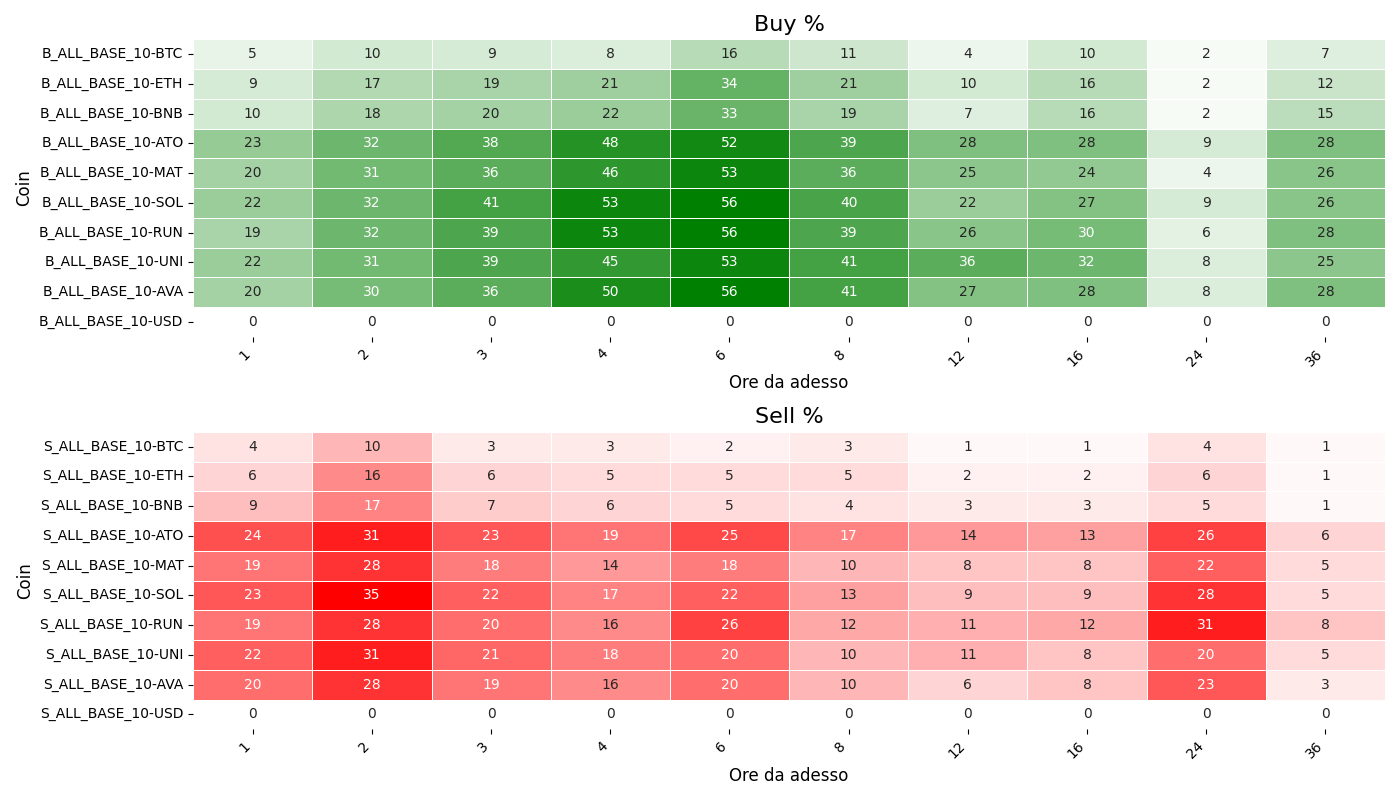 Buy %
Coin
B_ALL_BASE_10-BTC 5 10 9 8 16 11 4 10 2 7
B_ALL_BASE_10-ETH 9 17 19 21 34 21 10 16 2 12
B_ALL_BASE_10-BNB 10 18 20 22 33 19 7 16 2 15
B_ALL_BASE_10-ATO 23 32 38 48 52 39 28 28 9 28
B_ALL_BASE_10-MAT 20 31 36 46 53 36 25 24 4 26
B_ALL_BASE_10-SOL 22 32 41 53 56 40 22 27 9 26
B_ALL_BASE_10-RUN 19 32 39 53 56 39 26 30 6 28
B_ALL_BASE_10-UNI 22 31 39 45 53 41 36 32 8 25
B_ALL_BASE_10-AVA 20 30 36 50 56 41 27 28 8 28
B_ALL_BASE_10-USD 0 0 0 0 0 0 0 0 0 0
1 2 3 4 6 8 12 16 24 36
Ore da adesso
Sell %
Coin
S_ALL_BASE_10-BTC 4 10 3 3 2 3 1 1 4 1
S_ALL_BASE_10-ETH 6 16 6 5 5 5 2 2 6 1
S_ALL_BASE_10-BNB 9 17 7 6 5 4 3 3 5 1
S_ALL_BASE_10-ATO 24 31 23 19 25 17 14 13 26 6
S_ALL_BASE_10-MAT 19 28 18 14 18 10 8 8 22 5
S_ALL_BASE_10-SOL 23 35 22 17 22 13 9 9 28 5
S_ALL_BASE_10-RUN 19 28 20 16 26 12 11 12 31 8
S_ALL_BASE_10-UNI 22 31 21 18 20 10 11 8 20 5
S_ALL_BASE_10-AVA 20 28 19 16 20 10 6 8 23 3
S_ALL_BASE_10-USD 0 0 0 0 0 0 0 0 0 0
1 2 3 4 6 8 12 16 24 36
Ore da adesso